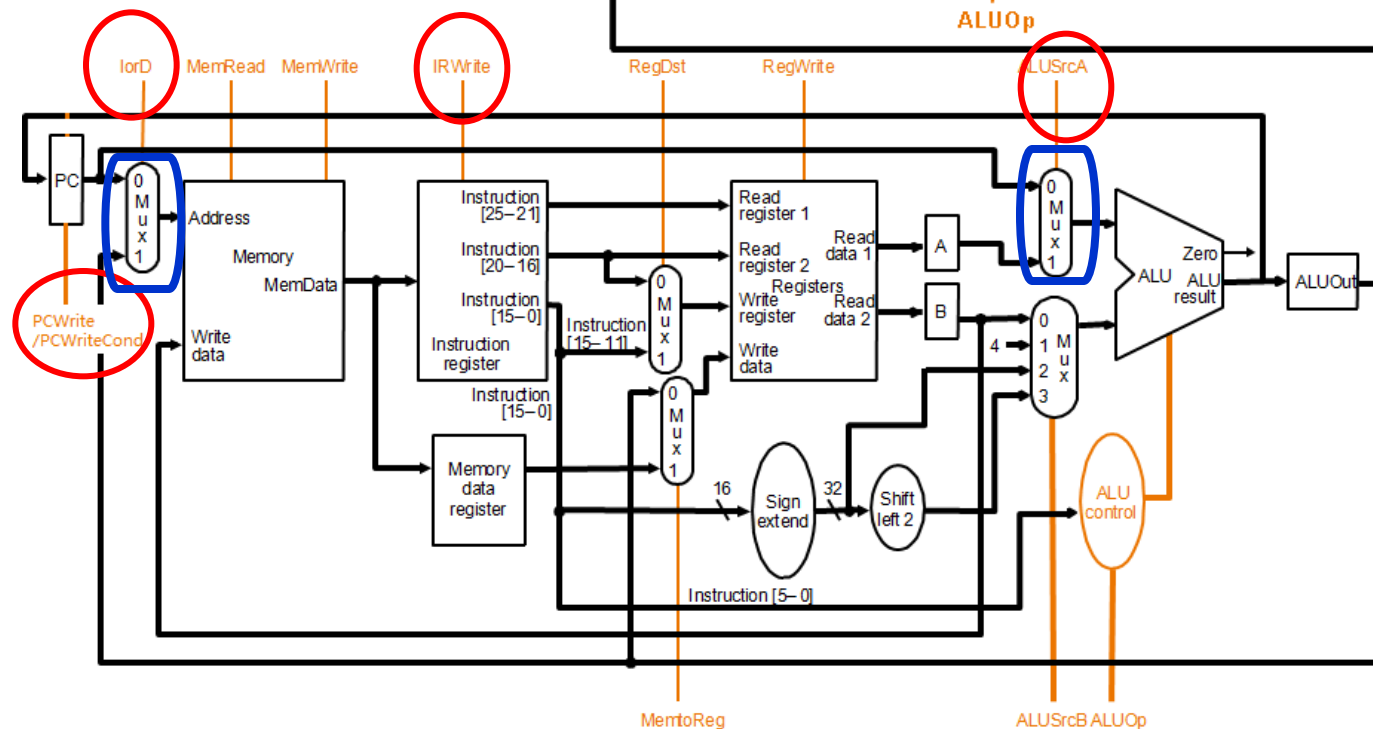 ALUOp
IorD
MemRead
MemWrite
IRWrite
RegDst
RegWrite
ALUSrcA
PC
0
M
u
x
1
Address
Memory
MemData
Write
data
PCWrite
/PCWriteCond
Instruction
[25–21]
Instruction
[20–16]
Instruction
[15–0]
Instruction
register
Instruction
[15–11]
Instruction
[15–0]
0
M
u
x
1
0
M
u
x
1
Memory
data
register
Read
register 1
Read
register 2
Registers
Write
register
Write
data
Read
data 1
Read
data 2
A
B
4
0
M
u
x
1
0
1
2
3
M
u
x
ALU
Zero
ALU
result
ALUOut
16
Sign
extend
32
Shift
left 2
ALU
control
Instruction [5–0]
MemtoReg
ALUSrcB
ALUOp